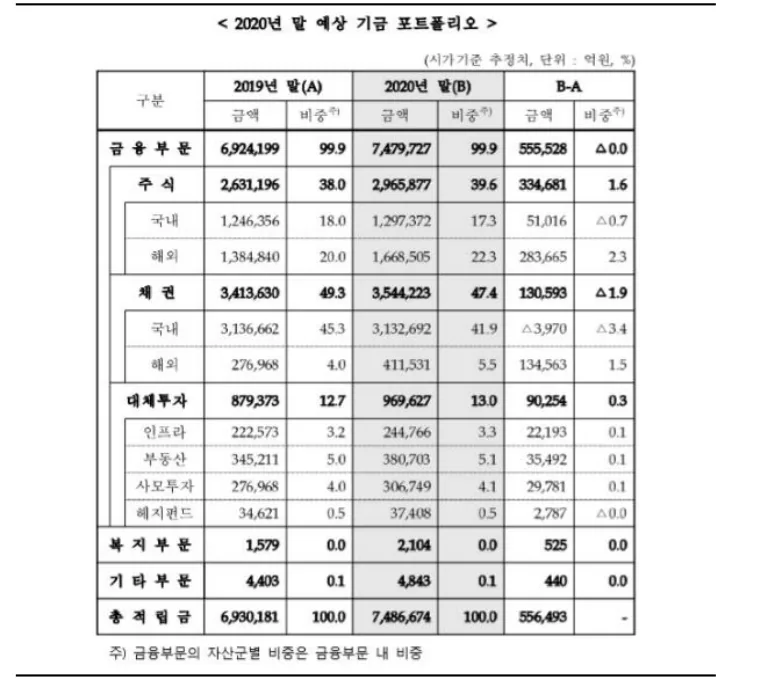 < 2020년 말 예상 기금 포트폴리오 >
(시가기준 추정치, 단위 : 억원, %)
구분 2019년 말(A) 2020년 말(B) B-A
금액 비중주) 금액 비중주) 금액 비중주)
금 융 부 문 6,924,199 99.9 7,479,727 99.9 555,528 △0.0
주 식 2,631,196 38.0 2,965,877 39.6 334,681 1.6
국내 1,246,356 18.0 1,297,372 17.3 51,016 △0.7
해외 1,384,840 20.0 1,668,505 22.3 283,665 2.3
채 권 3,413,630 49.3 3,544,223 47.4 130,593 △1.9
국내 3,136,662 45.3 3,132,692 41.9 △3,970 △3.4
해외 276,968 4.0 411,531 5.5 134,563 1.5
대체투자 879,373 12.7 969,627 13.0 90,254 0.3
인프라 222,573 3.2 244,766 3.3 22,193 0.1
부동산 345,211 5.0 380,703 5.1 35,492 0.1
사모투자 276,968 4.0 306,749 4.1 29,781 0.1
헤지펀드 34,621 0.5 37,408 0.5 2,787 △0.0
복 지 부 문 1,579 0.0 2,104 0.0 525 0.0
기 타 부 문 4,403 0.1 4,843 0.1 440 0.0
총 적 립 금 6,930,181 100.0 7,486,674 100.0 556,493 -
주) 금융부문의 자산군별 비중은 금융부문 내 비중